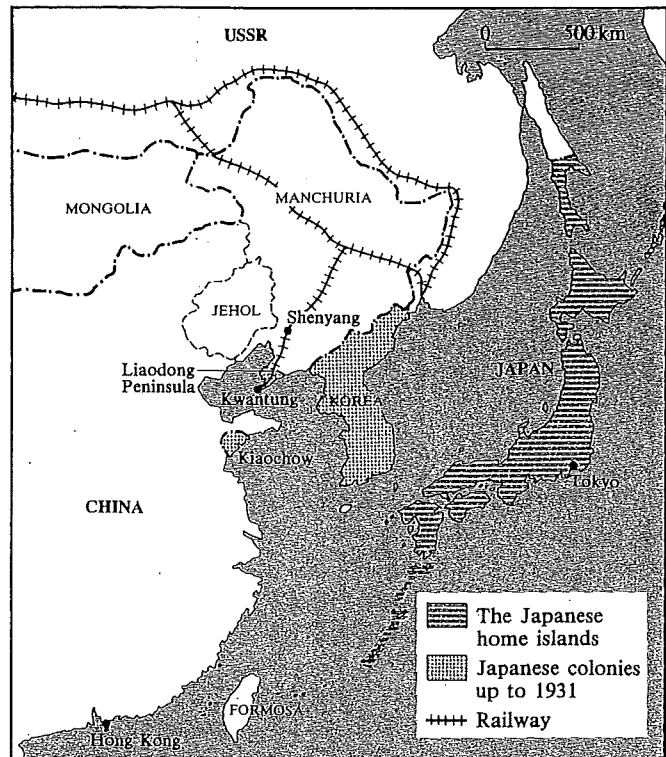 USSR
0 500 km
MONGOLIA
MANCHURIA
JEHOL
Shenyang
Liaodong
Peninsula
Kwantung
KOREA
JAPAN
Kiaochow
Tokyo
CHINA
FORMOSA
Hong Kong
The Japanese
home islands
Japanese colonies
up to 1931
Railway